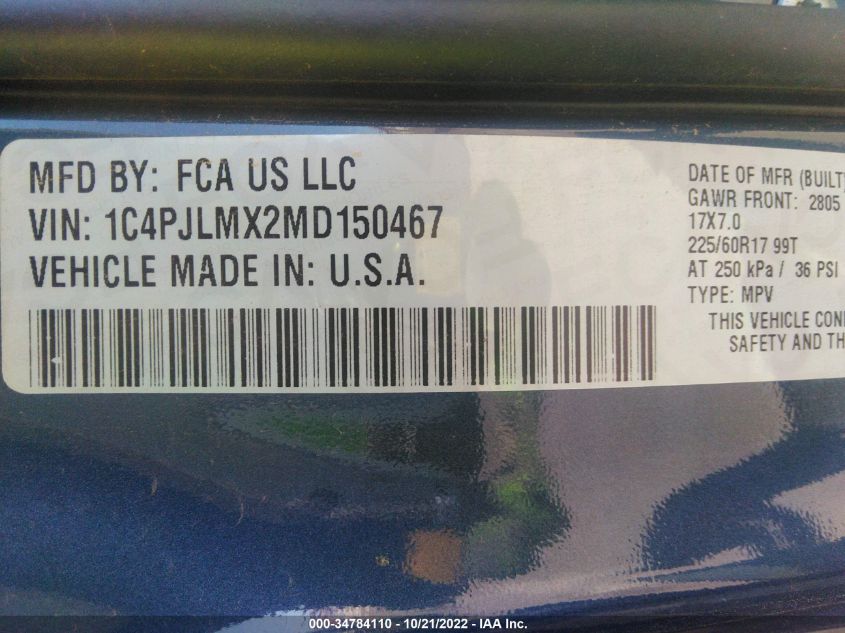 MFD BY: FCA US LLC
VIN: 1C4PJLMX2MD150467
VEHICLE MADE IN: U.S.A.
DATE OF MFR (BUILT)
GAWR FRONT: 2805
17X7.0
225/60R17 99T
AT 250 kPa / 36 PSI
TYPE: MPV
THIS VEHICLE CON
SAFETY AND TH
000-34784110 - 10/21/2022 - IAA Inc.